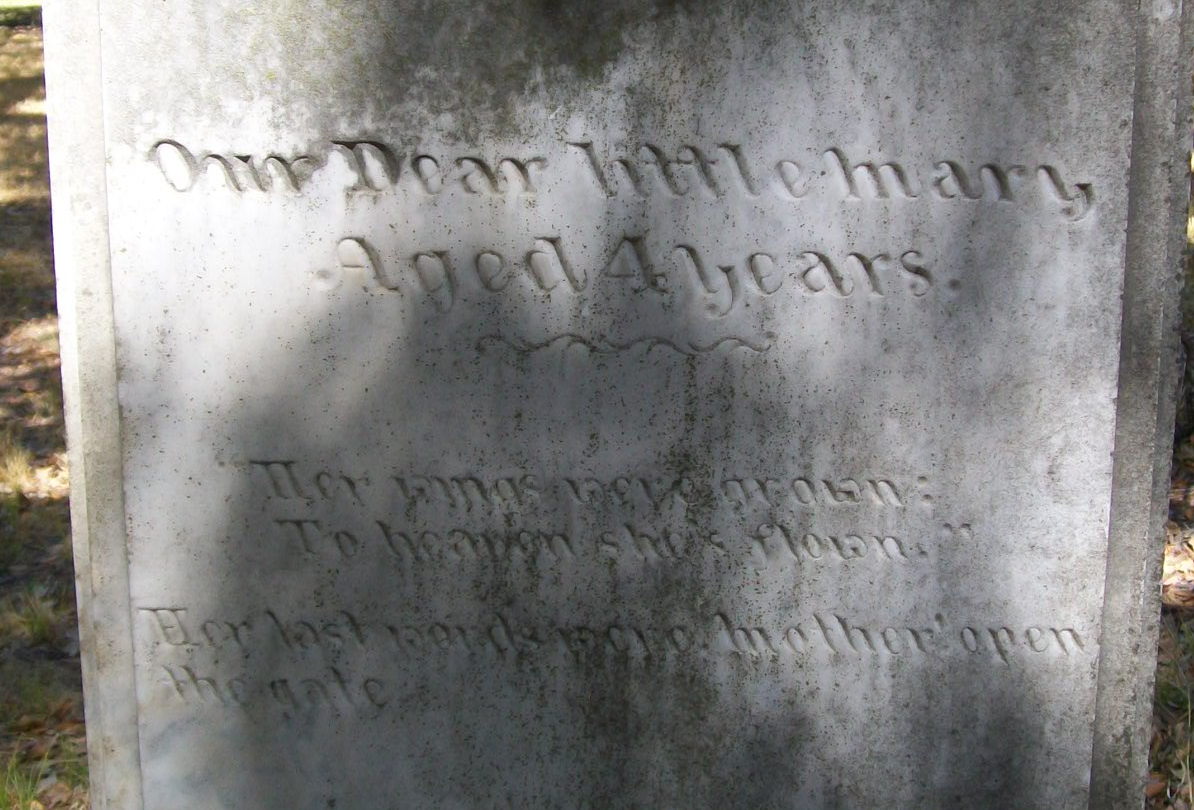 Our Dear little mary
Aged 4 years.
"Her wings were grown;
To heaven she's flown."
Her last words were, "mother' open
the gate